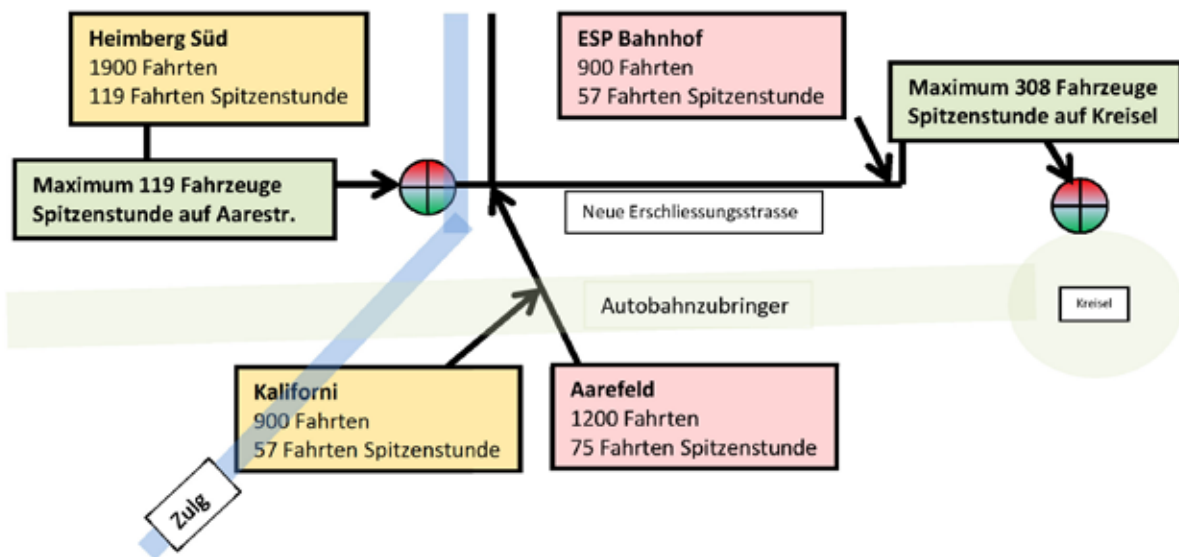 Heimberg Süd
1900 Fahrten
119 Fahrten Spitzenstunde
ESP Bahnhof
900 Fahrten
57 Fahrten Spitzenstunde
Maximum 308 Fahrzeuge
Spitzenstunde auf Kreisel
Maximum 119 Fahrzeuge
Spitzenstunde auf Aarestr.
Neue Erschliessungsstrasse
Autobahnzubringer
Kreisel
Kaliforni
900 Fahrten
57 Fahrten Spitzenstunde
Aarefeld
1200 Fahrten
75 Fahrten Spitzenstunde
Zulg